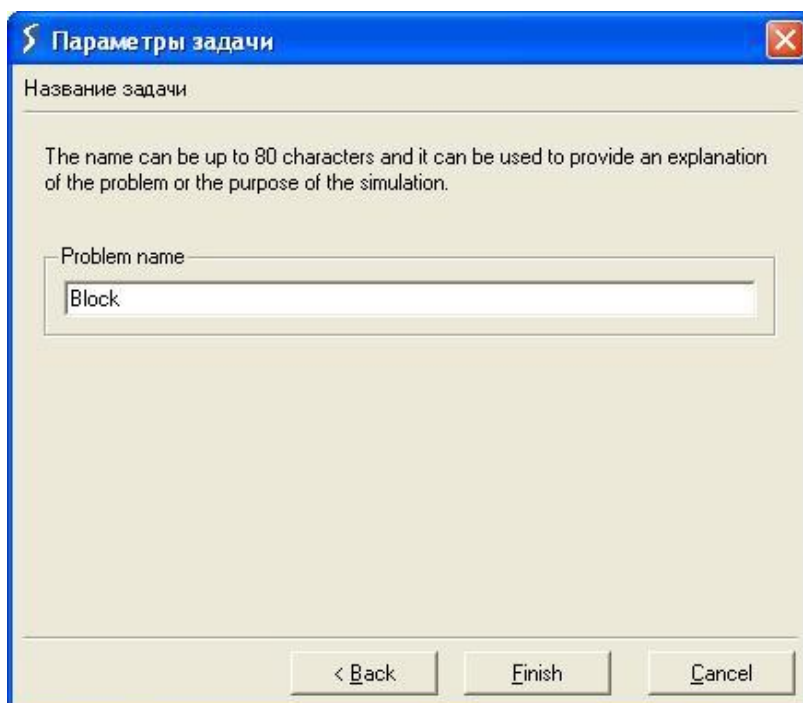 Параметры задачи
Название задачи
The name can be up to 80 characters and it can be used to provide an explanation
of the problem or the purpose of the simulation.
Problem name
Block
< Back
Finish
Cancel